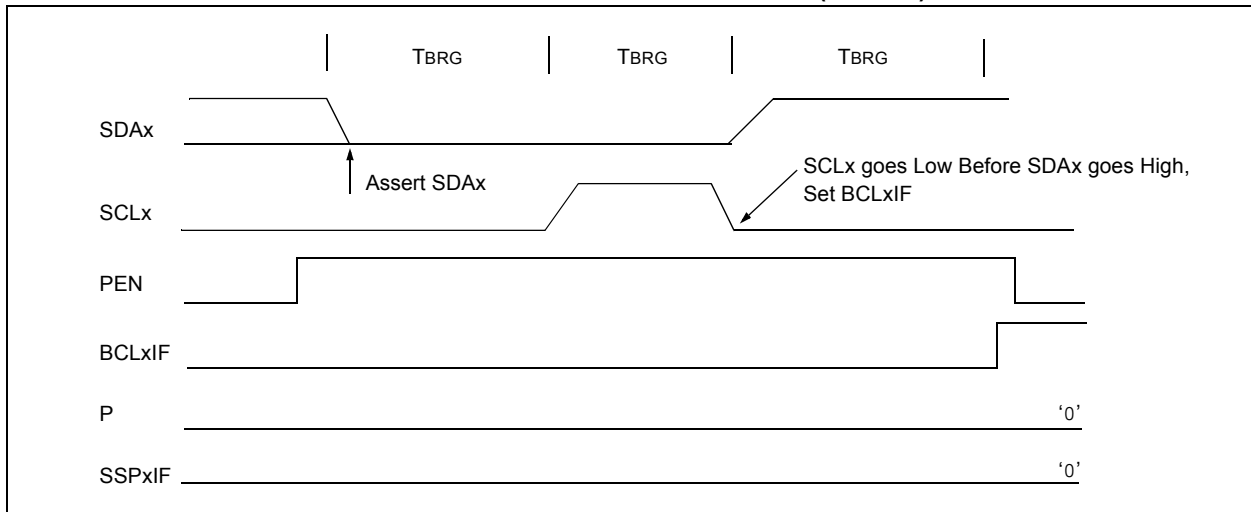 TBRG TBRG TBRG
SDAx
Assert SDAx
SCLx goes Low Before SDAx goes High,
Set BCLxIF
SCLx
PEN
BCLxIF
P '0'
SSPxIF '0'